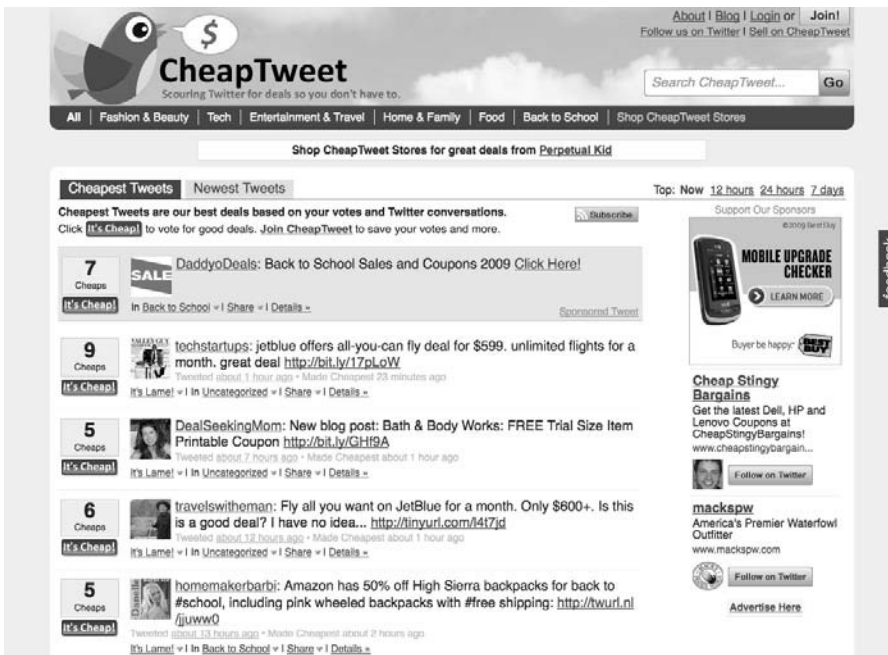 About | Blog | Login or Join!
Follow us on Twitter | Sell on CheapTweet
$
CheapTweet
Scouring Twitter for deals so you don't have to.
Search CheapTweet... Go
All | Fashion & Beauty | Tech | Entertainment & Travel | Home & Family | Food | Back to School | Shop CheapTweet Stores
Shop CheapTweet Stores for great deals from Perpetual Kid
Cheapest Tweets Newest Tweets
Top: Now 12 hours 24 hours 7 days
Cheapest Tweets are our best deals based on your votes and Twitter conversations.
Click It's Cheap! to vote for good deals. Join CheapTweet to save your votes and more.
Subscribe
7
Cheaps
It's Cheap!
SALE
DaddyoDeals: Back to School Sales and Coupons 2009 Click Here!
In Back to School | Share | Details »
Sponsored Tweet
9
Cheaps
It's Cheap!
VALLEY GUY
techstartups: jetblue offers all-you-can fly deal for $599. unlimited flights for a
month. great deal http://bit.ly/17pLoW
Tweeted about 1 hour ago • Made Cheapest 23 minutes ago
It's Lame! | In Uncategorized | Share | Details »
5
Cheaps
It's Cheap!
DealSeekingMom: New blog post: Bath & Body Works: FREE Trial Size Item
Printable Coupon http://bit.ly/GHf9A
Tweeted about 7 hours ago • Made Cheapest about 1 hour ago
It's Lame! | In Uncategorized | Share | Details »
6
Cheaps
It's Cheap!
travelswitheman: Fly all you want on JetBlue for a month. Only $600+. Is this
is a good deal? I have no idea... http://tinyurl.com/l4t7jd
Tweeted about 12 hours ago • Made Cheapest about 1 hour ago
It's Lame! | In Uncategorized | Share | Details »
5
Cheaps
It's Cheap!
Danelle
homemakerbarbi: Amazon has 50% off High Sierra backpacks for back to
#school, including pink wheeled backpacks with #free shipping: http://twurl.nl
/jjuww0
Tweeted about 13 hours ago • Made Cheapest about 2 hours ago
It's Lame! | In Back to School | Share | Details »
Support Our Sponsors
©2009 Best Buy
MOBILE UPGRADE
CHECKER
LEARN MORE
Buyer be happy.
BEST
BUY
Cheap Stingy
Bargains
Get the latest Dell, HP and
Lenovo Coupons at
CheapStingyBargains!
www.cheapstingybargain...
Follow on Twitter
mackspw
America's Premier Waterfowl
Outfitter
www.mackspw.com
Follow on Twitter
Advertise Here
feedback